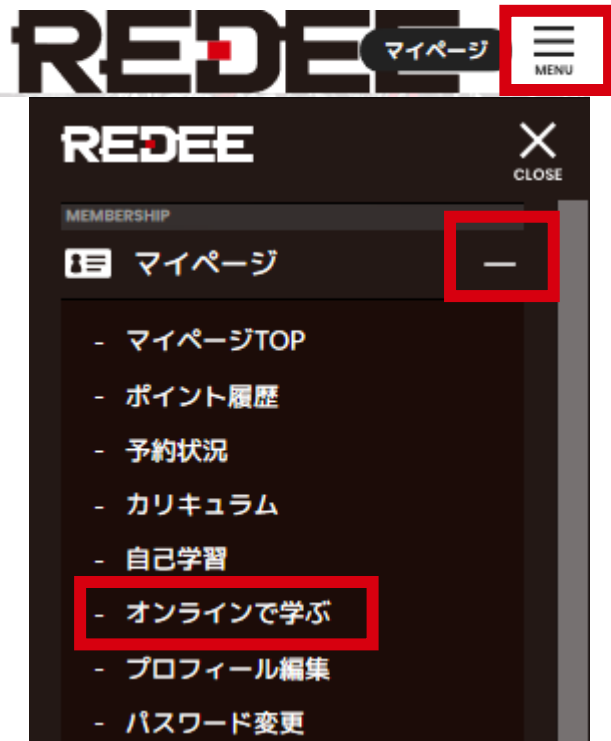 REDEE
マイページ
MENU
REDEE
CLOSE
MEMBERSHIP
マイページ
- マイページTOP
- ポイント履歴
- 予約状況
- カリキュラム
- 自己学習
- オンラインで学ぶ
- プロフィール編集
- パスワード変更